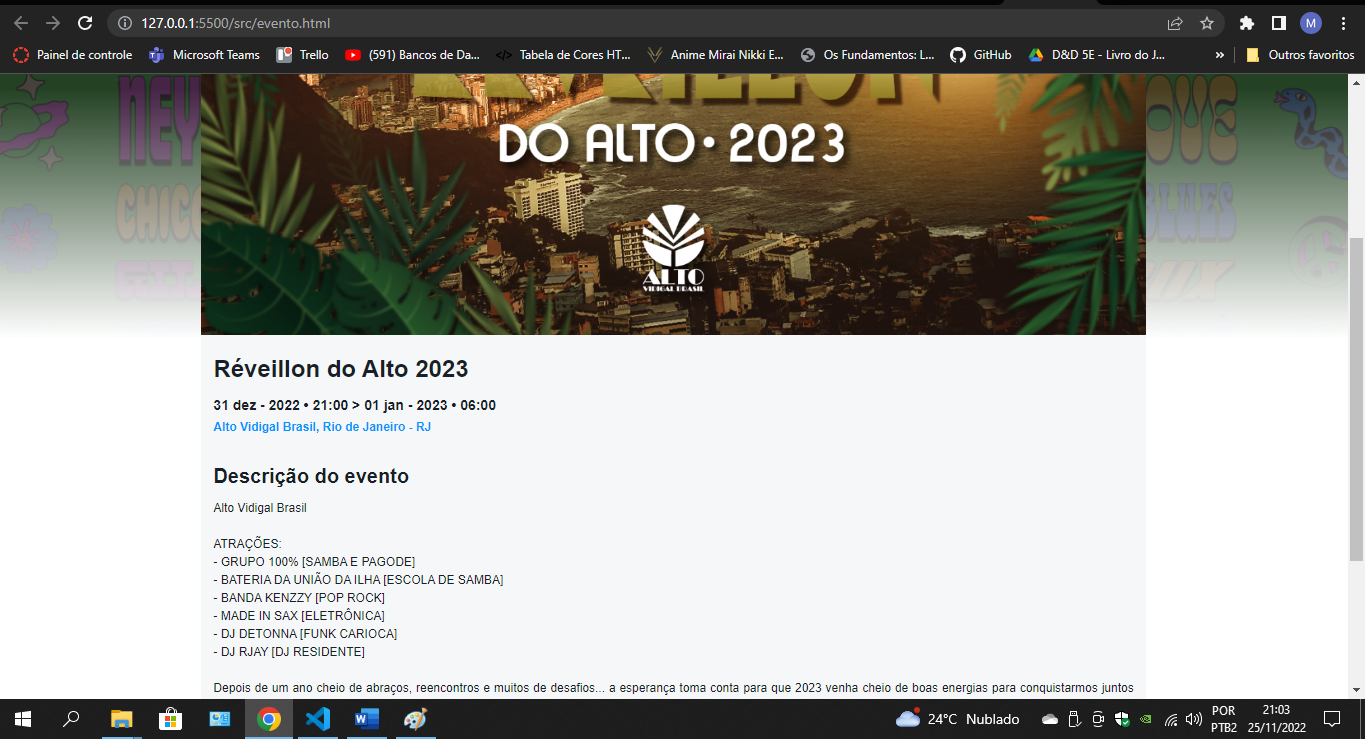 127.0.0.1:5500/src/evento.html
M
Painel de controle
Microsoft Teams
Trello
(591) Bancos de Da...
Tabela de Cores HT...
Anime Mirai Nikki E...
Os Fundamentos: L...
GitHub
D&D 5E - Livro do J...
»
Outros favoritos
NEY
CHICO
BLUES
DO ALTO • 2023
ALTO
VIDIGAL BRASIL
Réveillon do Alto 2023
31 dez - 2022 • 21:00 > 01 jan - 2023 • 06:00
Alto Vidigal Brasil, Rio de Janeiro - RJ
Descrição do evento
Alto Vidigal Brasil
ATRAÇÕES:
- GRUPO 100% [SAMBA E PAGODE]
- BATERIA DA UNIÃO DA ILHA [ESCOLA DE SAMBA]
- BANDA KENZZY [POP ROCK]
- MADE IN SAX [ELETRÔNICA]
- DJ DETONNA [FUNK CARIOCA]
- DJ RJAY [DJ RESIDENTE]
Depois de um ano cheio de abraços, reencontros e muitos de desafios... a esperança toma conta para que 2023 venha cheio de boas energias para conquistarmos juntos
24°C Nublado
POR
PTB2
21:03
25/11/2022